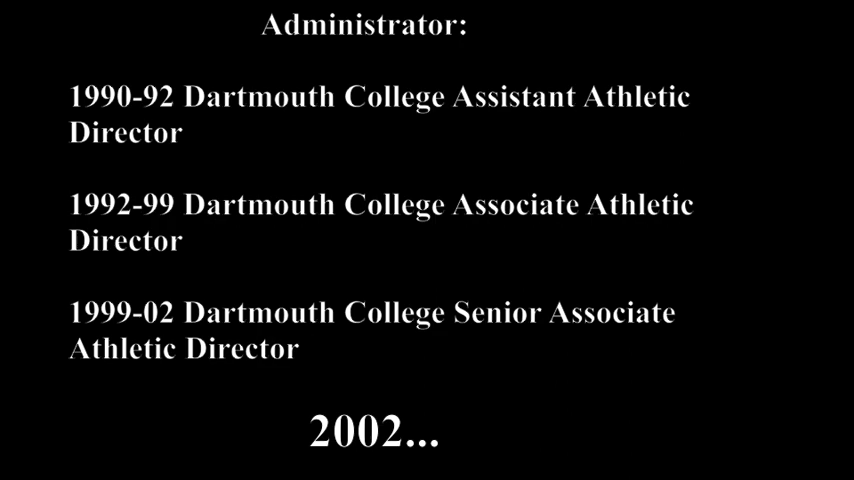 Administrator:
1990-92 Dartmouth College Assistant Athletic
Director
1992-99 Dartmouth College Associate Athletic
Director
1999-02 Dartmouth College Senior Associate
Athletic Director
2002...